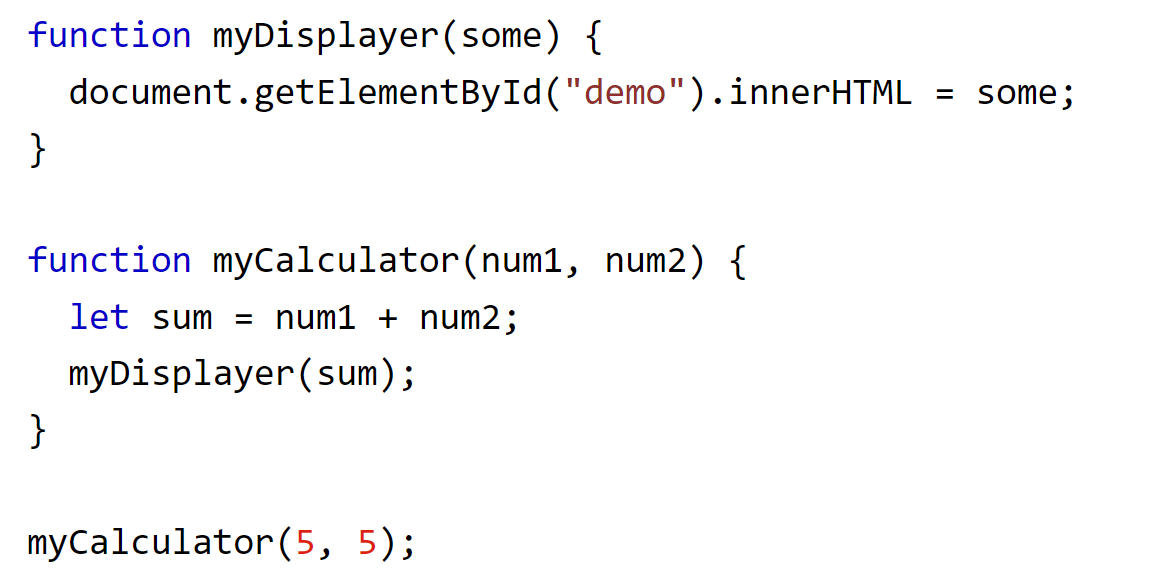 function myDisplayer(some) {
  document.getElementById("demo").innerHTML = some;
}

function myCalculator(num1, num2) {
  let sum = num1 + num2;
  myDisplayer(sum);
}

myCalculator(5, 5);